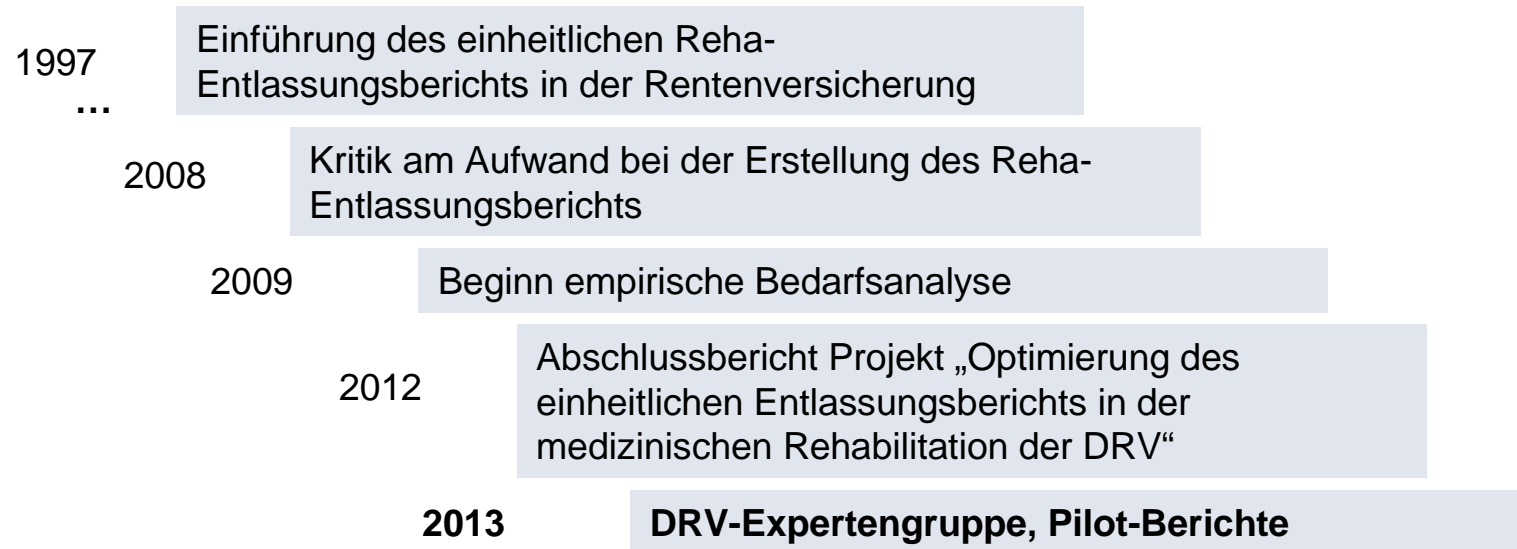 1997
...
Einführung des einheitlichen Reha-
Entlassungsberichts in der Rentenversicherung
2008
Kritik am Aufwand bei der Erstellung des Reha-
Entlassungsberichts
2009
Beginn empirische Bedarfsanalyse
2012
Abschlussbericht Projekt „Optimierung des
einheitlichen Entlassungsberichts in der
medizinischen Rehabilitation der DRV“
2013
DRV-Expertengruppe, Pilot-Berichte